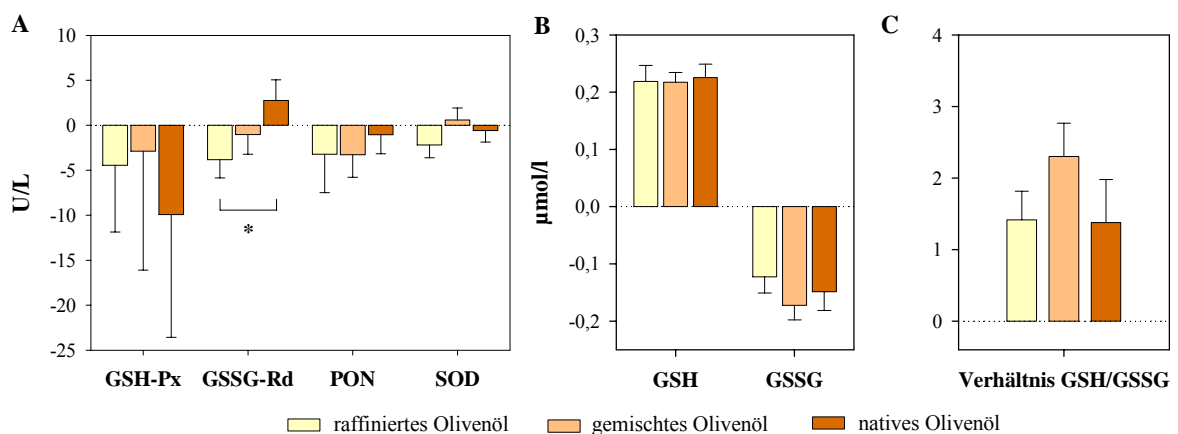 A
U/L
10
5
0
-5
-10
-15
-20
-25
*
GSH-Px GSSG-Rd PON SOD
B
µmol/l
0,3
0,2
0,1
0,0
-0,1
-0,2
GSH GSSG
C
4
3
2
1
0
Verhältnis GSH/GSSG
raffiniertes Olivenöl gemischtes Olivenöl natives Olivenöl